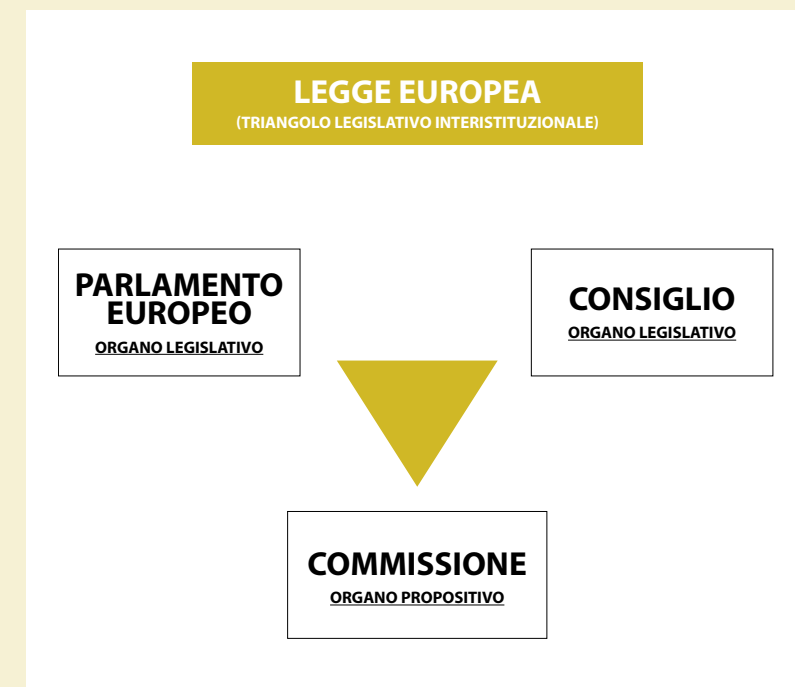 LEGGE EUROPEA
(TRIANGOLO LEGISLATIVO INTERISTITUZIONALE)
PARLAMENTO
EUROPEO
ORGANO LEGISLATIVO
CONSIGLIO
ORGANO LEGISLATIVO
COMMISSIONE
ORGANO PROPOSITIVO